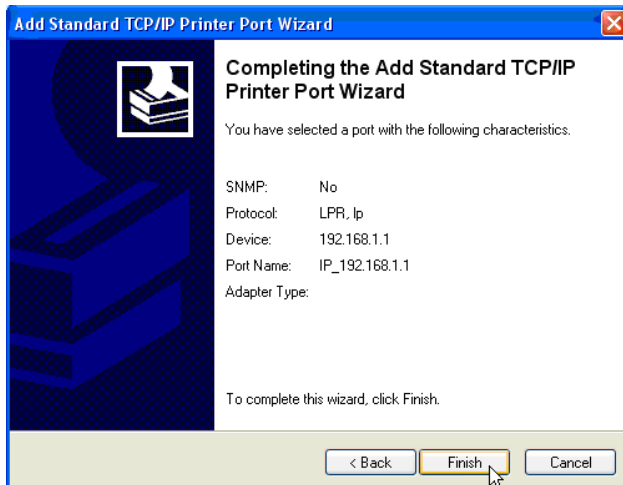 Add Standard TCP/IP Printer Port Wizard
Completing the Add Standard TCP/IP
Printer Port Wizard
You have selected a port with the following characteristics.
SNMP: No
Protocol: LPR, lp
Device: 192.168.1.1
Port Name: IP_192.168.1.1
Adapter Type:
To complete this wizard, click Finish.
< Back Finish Cancel